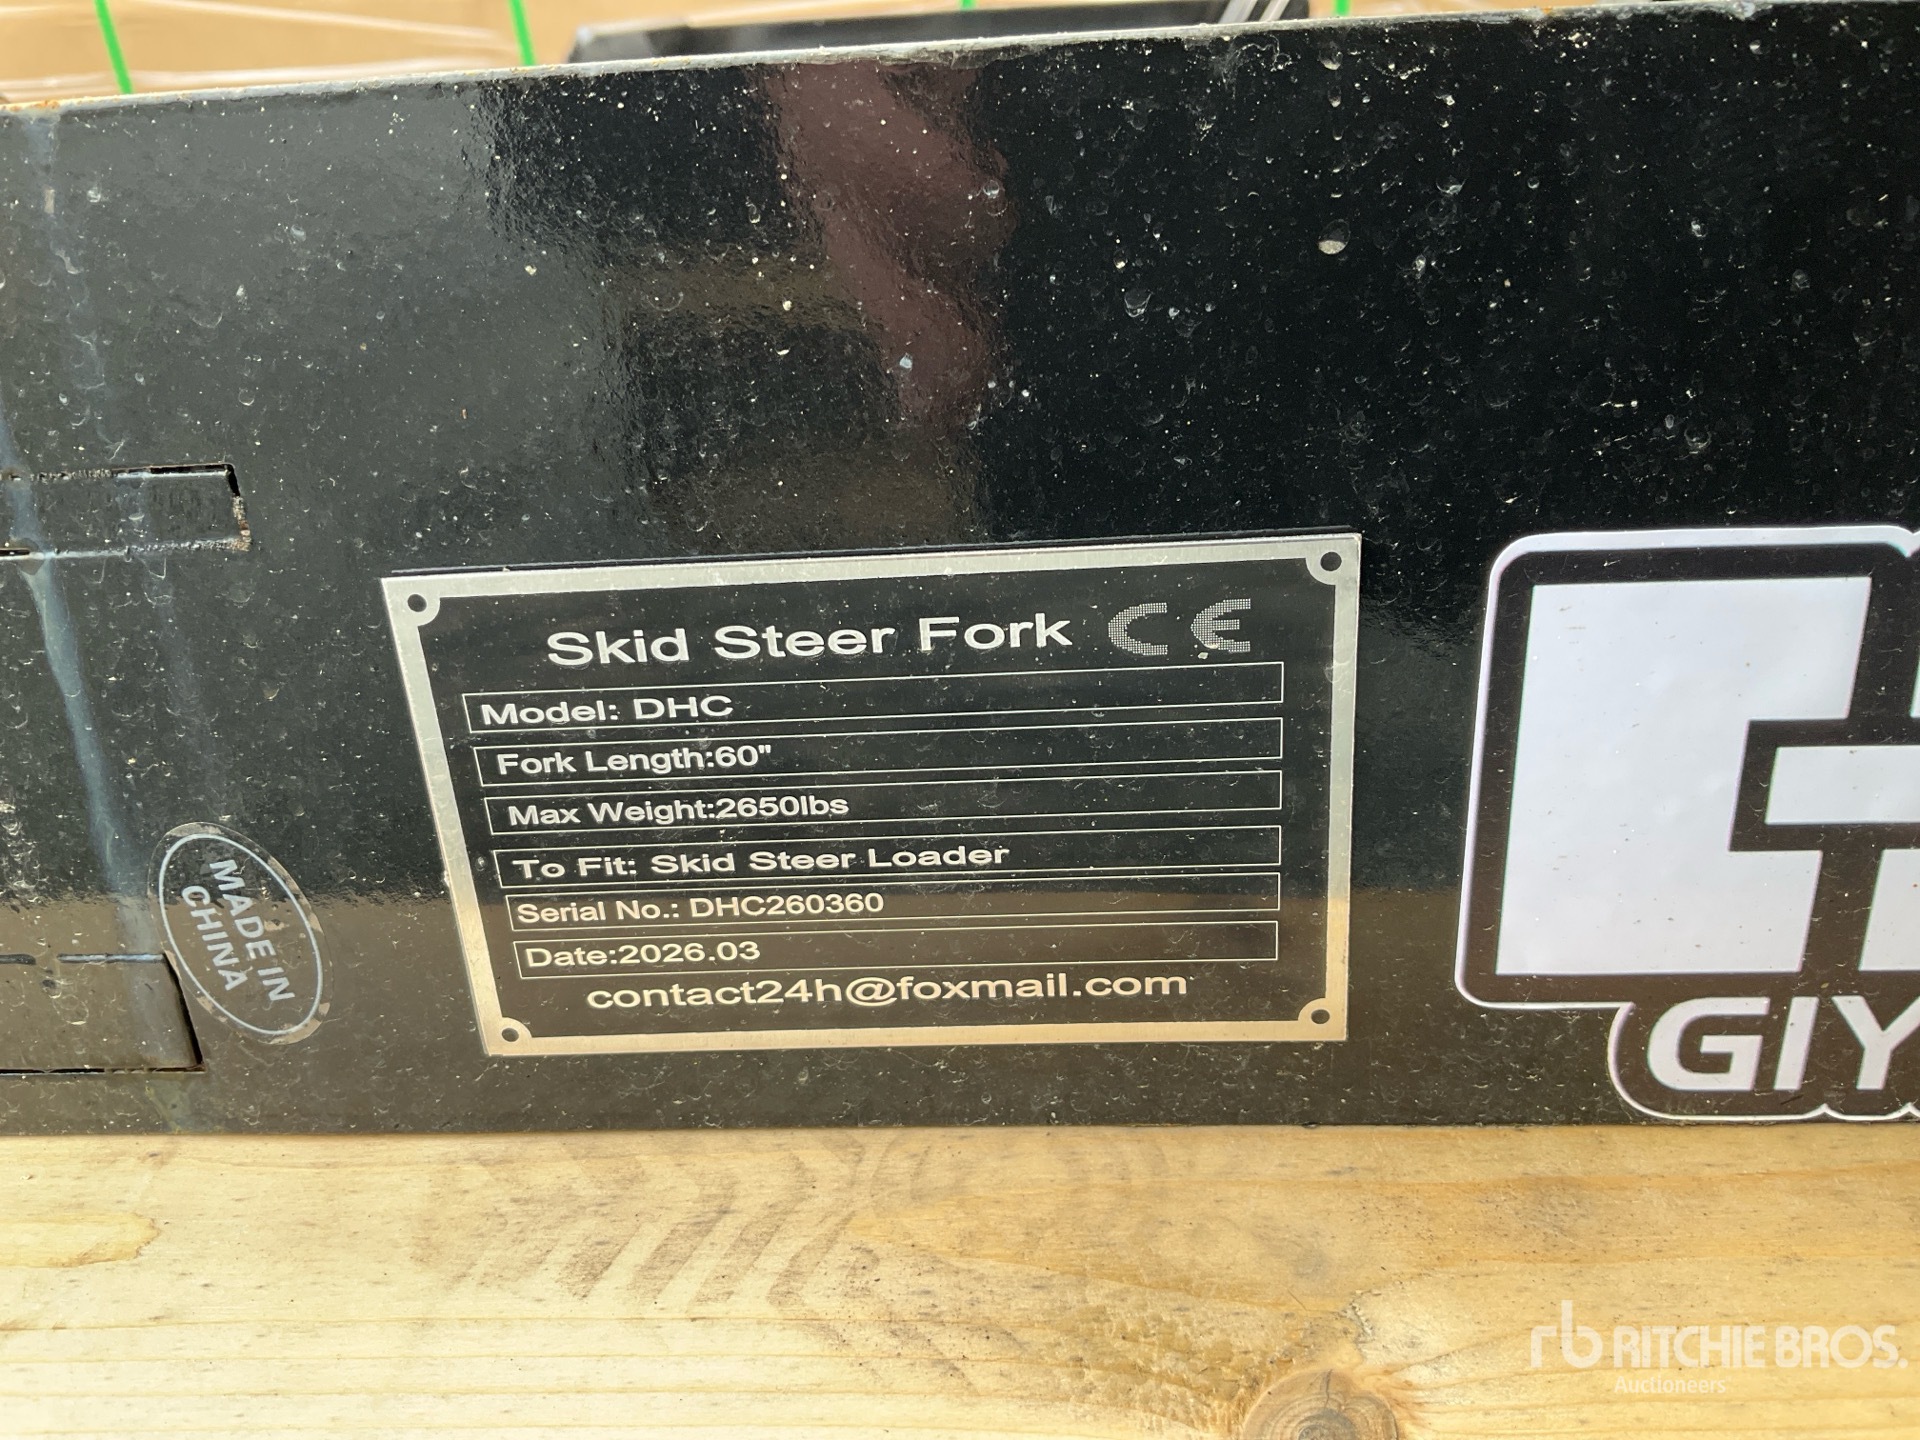 Skid Steer Fork CE
Model: DHC
Fork Length:60"
Max Weight:2650lbs
To Fit: Skid Steer Loader
Serial No.: DHC260360
Date:2026.03
contact24h@foxmail.com
MADE IN
CHINA
GIY
rb RITCHIE BROS.
Auctioneers